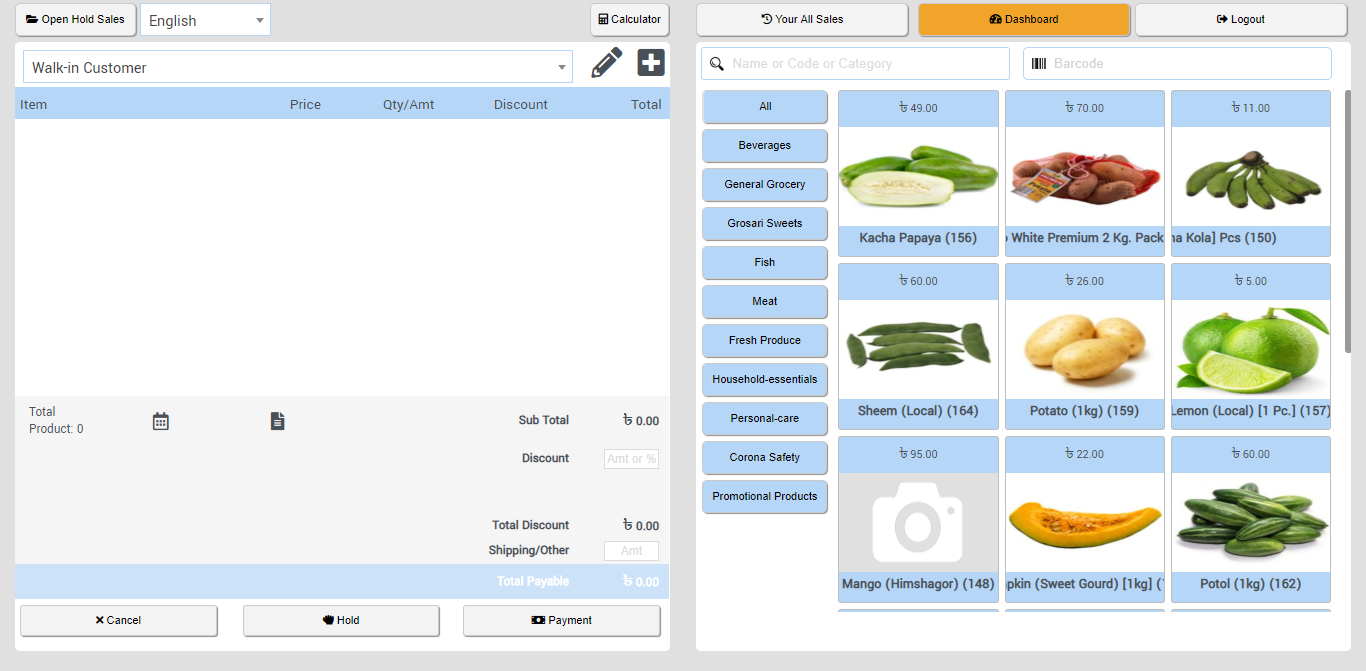 Open Hold Sales
English
Calculator
Your All Sales
Dashboard
Logout
Walk-in Customer
Item Price Qty/Amt Discount Total
Total
Product: 0
Sub Total ৳ 0.00
Discount Amt or %
Total Discount ৳ 0.00
Shipping/Other Amt
Total Payable ৳ 0.00
Cancel
Hold
Payment
Name or Code or Category
Barcode
All
Beverages
General Grocery
Grosari Sweets
Fish
Meat
Fresh Produce
Household-essentials
Personal-care
Corona Safety
Promotional Products
৳ 49.00
Kacha Papaya (156)
৳ 70.00
White Premium 2 Kg. Pack
৳ 11.00
Kola] Pcs (150)
৳ 60.00
Sheem (Local) (164)
৳ 26.00
Potato (1kg) (159)
৳ 5.00
Lemon (Local) [1 Pc.] (157)
৳ 95.00
Mango (Himshagor) (148)
৳ 22.00
(Sweet Gourd) [1kg]
৳ 60.00
Potol (1kg) (162)